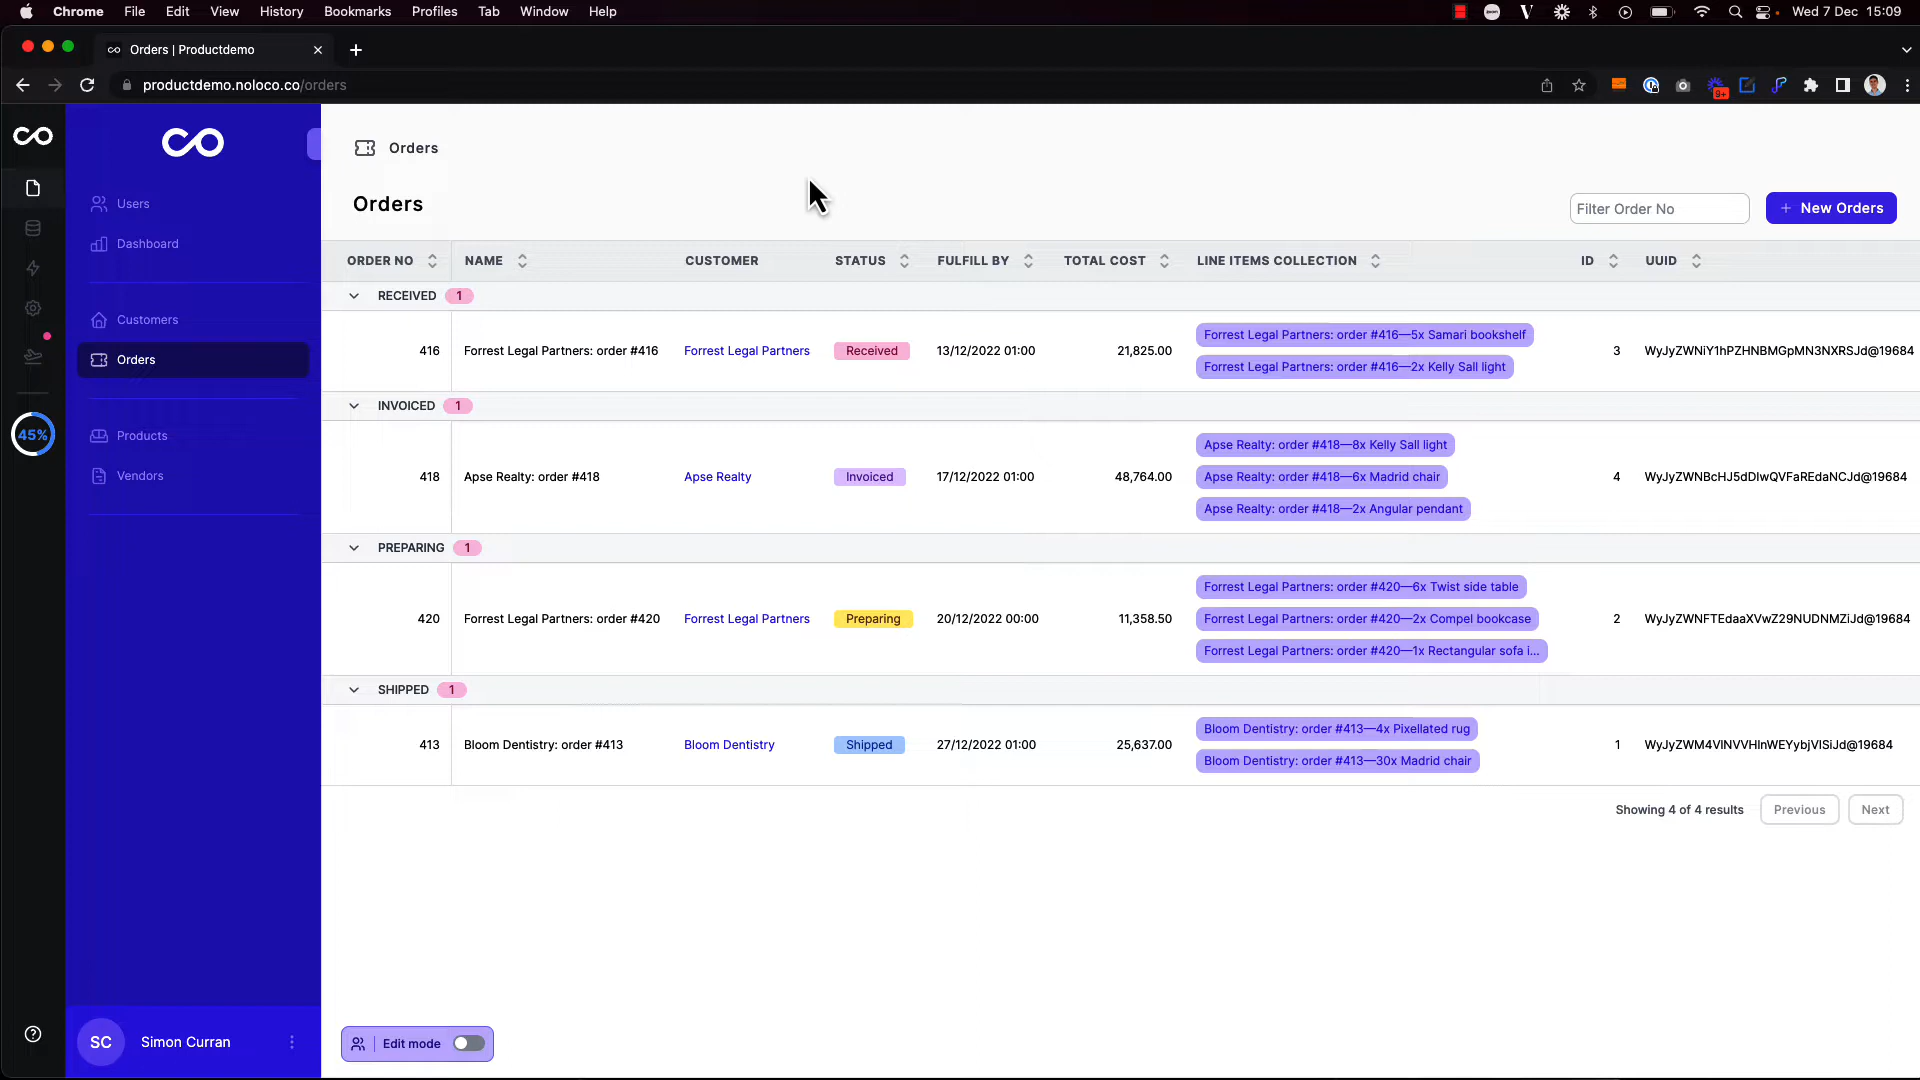 Chrome File Edit View History Bookmarks Profiles Tab Window Help zoom V Wed 7 Dec 15:09
Orders | Productdemo
productdemo.noloco.co/orders 9+
Users
Dashboard
Customers
Orders
Products
Vendors
45%
SC Simon Curran
Orders
Orders
Filter Order No + New Orders
ORDER NO NAME CUSTOMER STATUS FULFILL BY TOTAL COST LINE ITEMS COLLECTION ID UUID
RECEIVED 1
416 Forrest Legal Partners: order #416 Forrest Legal Partners Received 13/12/2022 01:00 21,825.00 Forrest Legal Partners: order #416—5x Samari bookshelf 3 WyJyZWNiY1hPZHNBMGpMN3NXRSJd@19684
Forrest Legal Partners: order #416—2x Kelly Sall light
INVOICED 1
Apse Realty: order #418—8x Kelly Sall light
418 Apse Realty: order #418 Apse Realty Invoiced 17/12/2022 01:00 48,764.00 Apse Realty: order #418—6x Madrid chair 4
Apse Realty: order #418—2x Angular pendant
PREPARING 1
Forrest Legal Partners: order #420—6x Twist side table
420 Forrest Legal Partners: order #420 Forrest Legal Partners Preparing 20/12/2022 00:00 11,358.50 Forrest Legal Partners: order #420—2x Compel bookcase 2
Forrest Legal Partners: order #420—1x Rectangular sofa i...
SHIPPED 1
413 Bloom Dentistry: order #413 Bloom Dentistry Shipped 27/12/2022 01:00 25,637.00 Bloom Dentistry: order #413—4x Pixellated rug 1
Bloom Dentistry: order #413—30x Madrid chair
Showing 4 of 4 results Previous Next
Edit mode